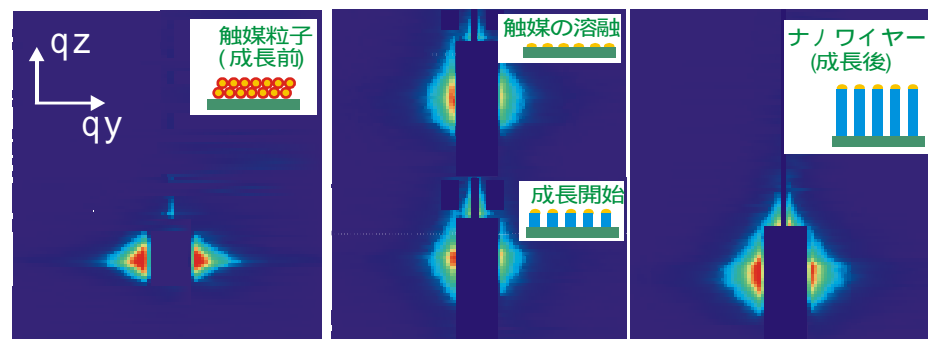 qz
qy
触媒粒子
(成長前)
触媒の溶融
成長開始
ナノワイヤー
(成長後)